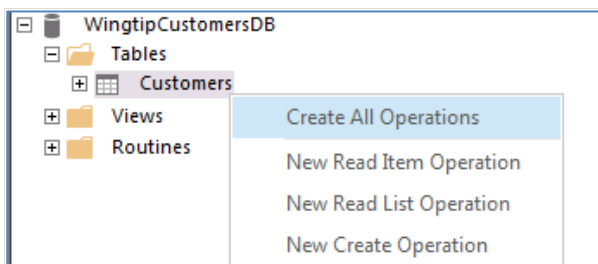 WingtipCustomersDB
Tables
Customers
Views
Routines
Create All Operations
New Read Item Operation
New Read List Operation
New Create Operation